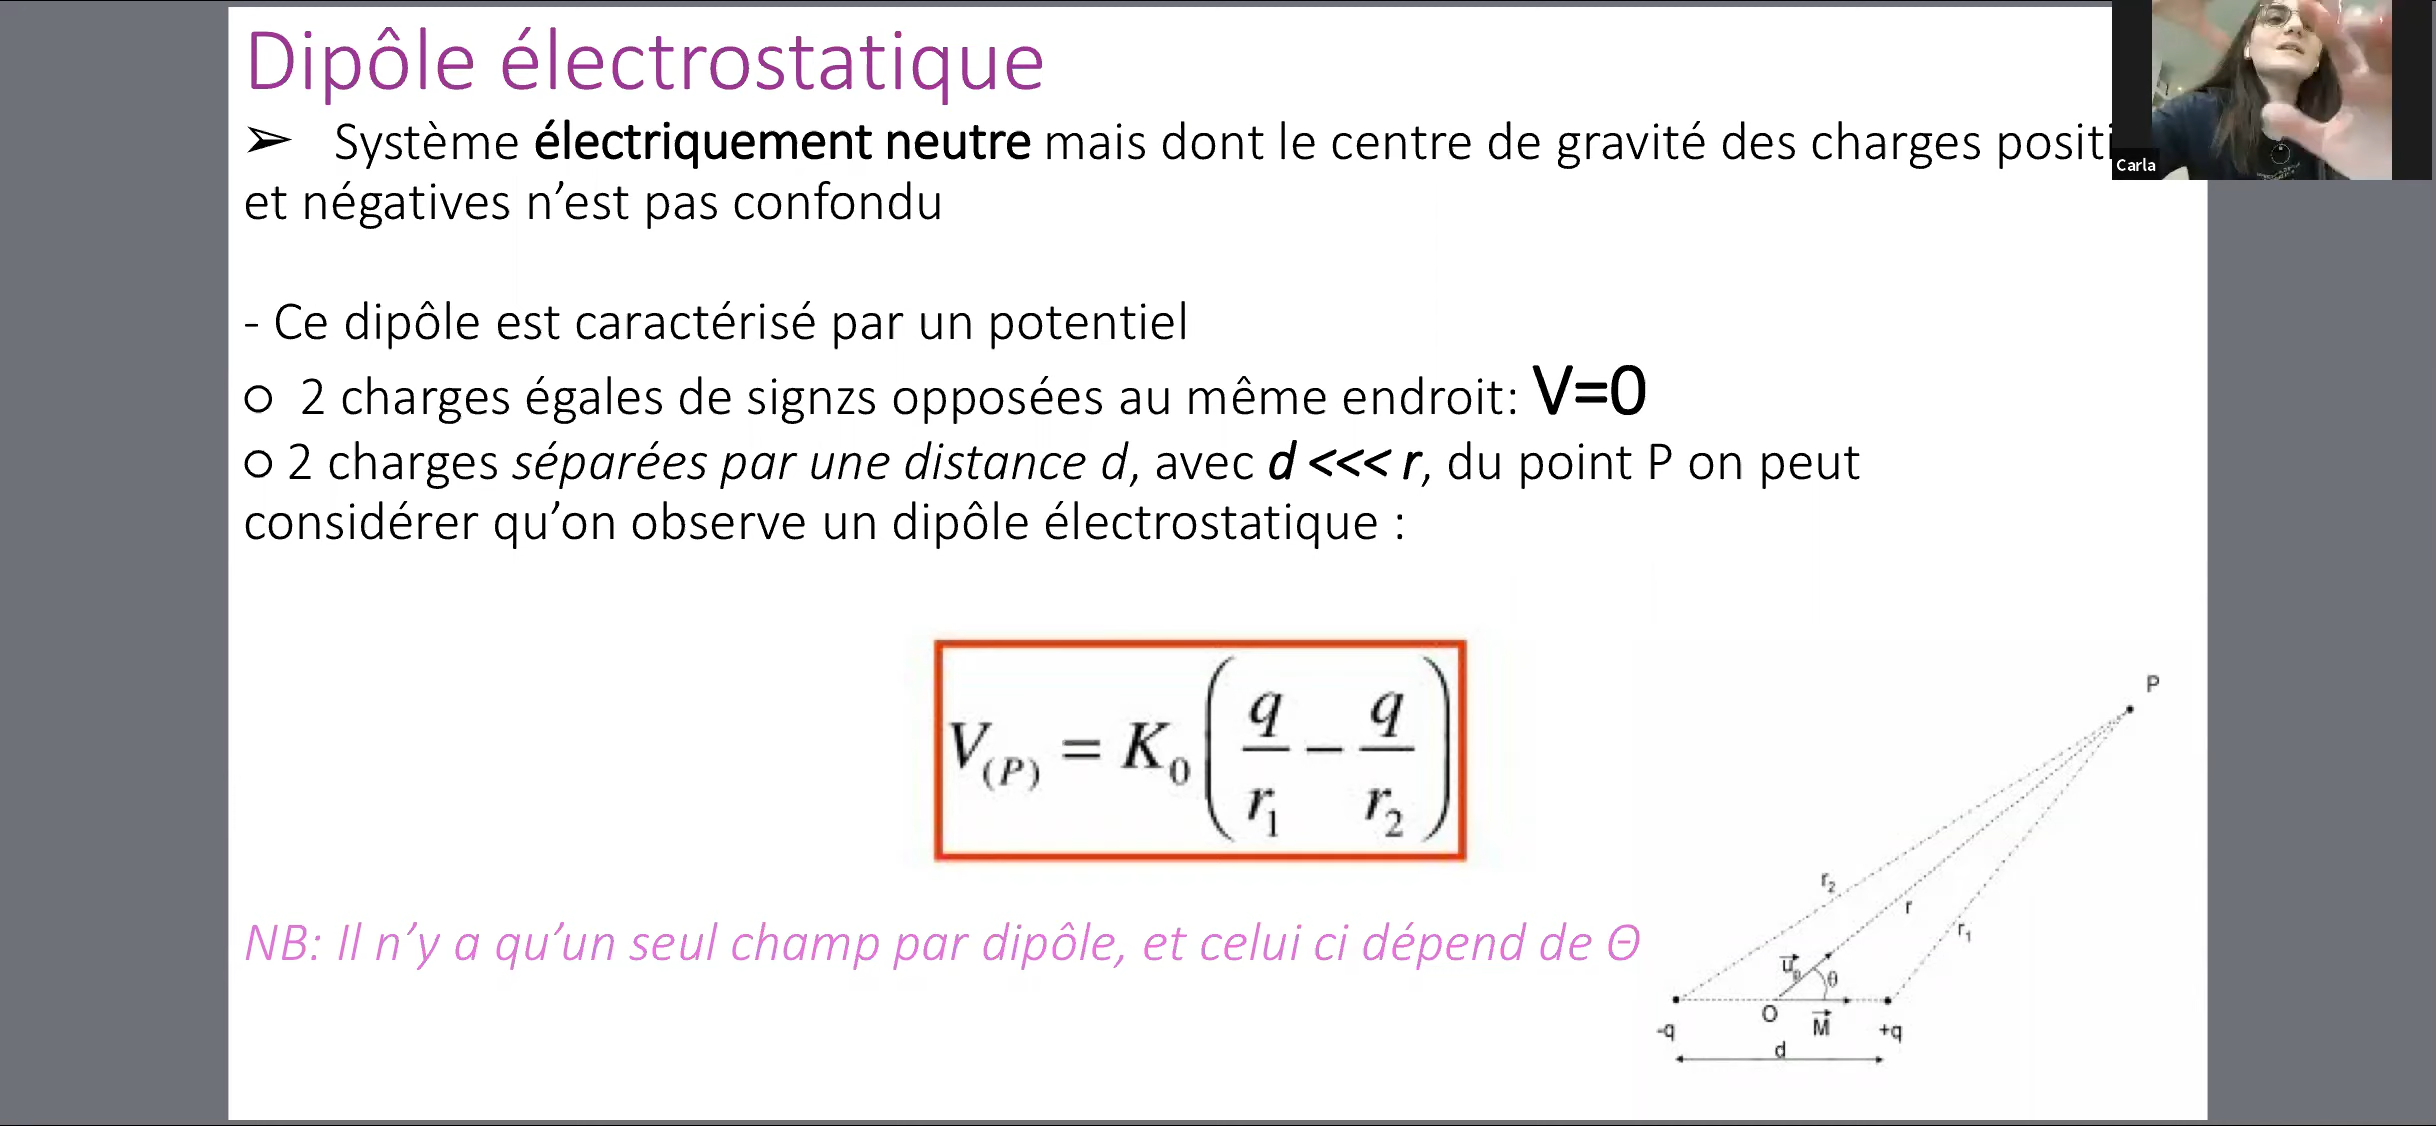 Dipôle électrostatique
➢ Système électriquement neutre mais dont le centre de gravité des charges positi
et négatives n’est pas confondu
- Ce dipôle est caractérisé par un potentiel
○ 2 charges égales de signzs opposées au même endroit: V=0
○ 2 charges séparées par une distance d, avec d <<< r, du point P on peut
considérer qu’on observe un dipôle électrostatique :
V(P) = K₀ ( q/r₁ − q/r₂ )
NB: Il n’y a qu’un seul champ par dipôle, et celui ci dépend de Θ
Carla
P
r₂
r
r₁
θ
O
M⃗
-q
+q
d